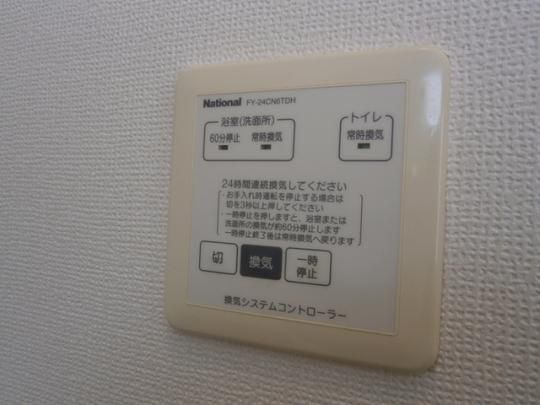 National FY-24CN6TDH
浴室(洗面所)
トイレ
60分停止 常時換気
常時換気
24時間連続換気してください
・お手入れ時運転を停止する場合は
切を3秒以上押してください
・一時停止を押しますと、浴室または
洗面所の換気が約60分停止します
一時停止終了後は常時換気へ戻ります
切
換気
一時
停止
換気システムコントローラー